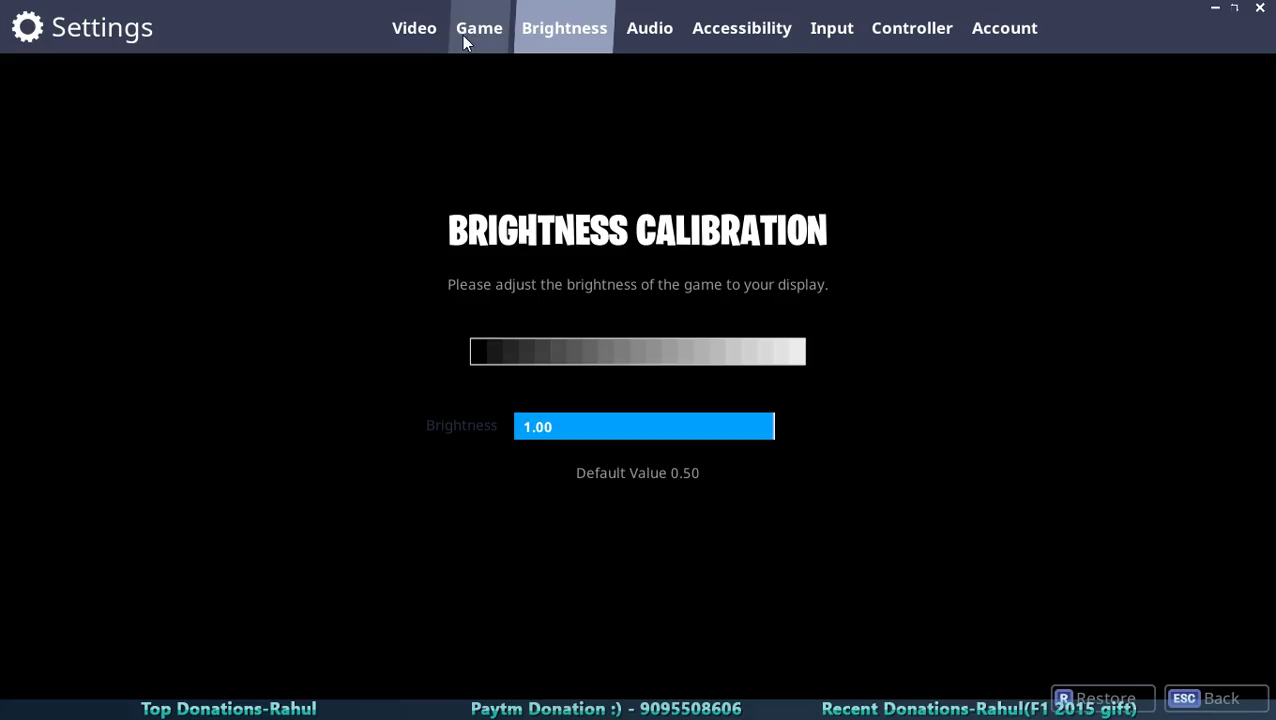 Settings
Video Game Brightness Audio Accessibility Input Controller Account
BRIGHTNESS CALIBRATION
Please adjust the brightness of the game to your display.
Brightness 1.00
Default Value 0.50
R Restore ESC Back
Top Donations-Rahul Paytm Donation :) - 9095508606 Recent Donations-Rahul(F1 2015 gift)